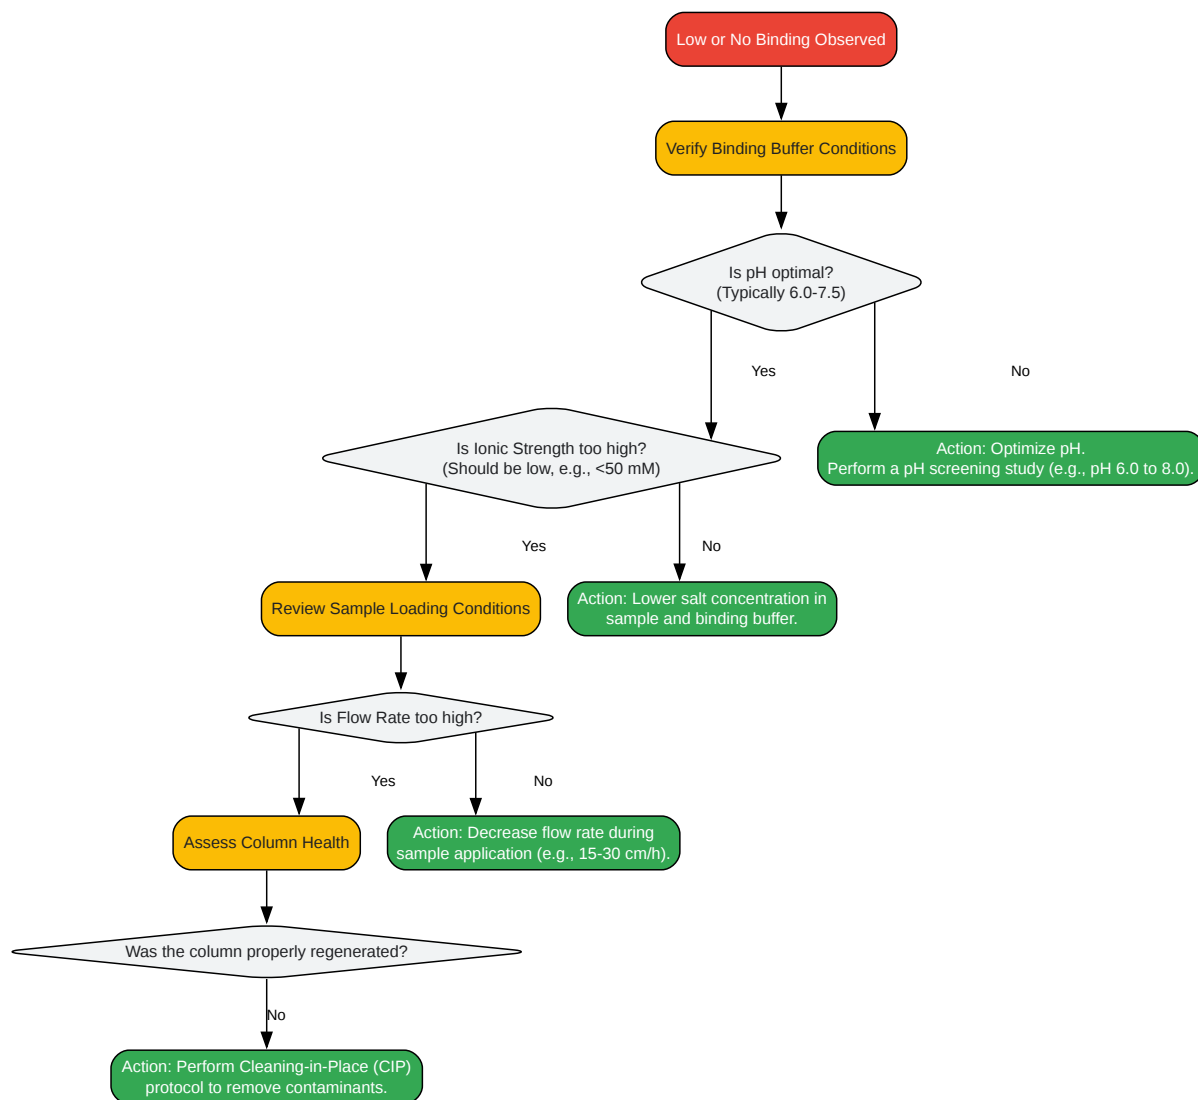 Low or No Binding Observed
Verify Binding Buffer Conditions
Is pH optimal?
(Typically 6.0-7.5)
Yes
No
Is Ionic Strength too high?
(Should be low, e.g., <50 mM)
Action: Optimize pH.
Perform a pH screening study (e.g., pH 6.0 to 8.0).
Yes
No
Review Sample Loading Conditions
Action: Lower salt concentration in
sample and binding buffer.
Is Flow Rate too high?
Yes
No
Assess Column Health
Action: Decrease flow rate during
sample application (e.g., 15-30 cm/h).
Was the column properly regenerated?
No
Action: Perform Cleaning-in-Place (CIP)
protocol to remove contaminants.